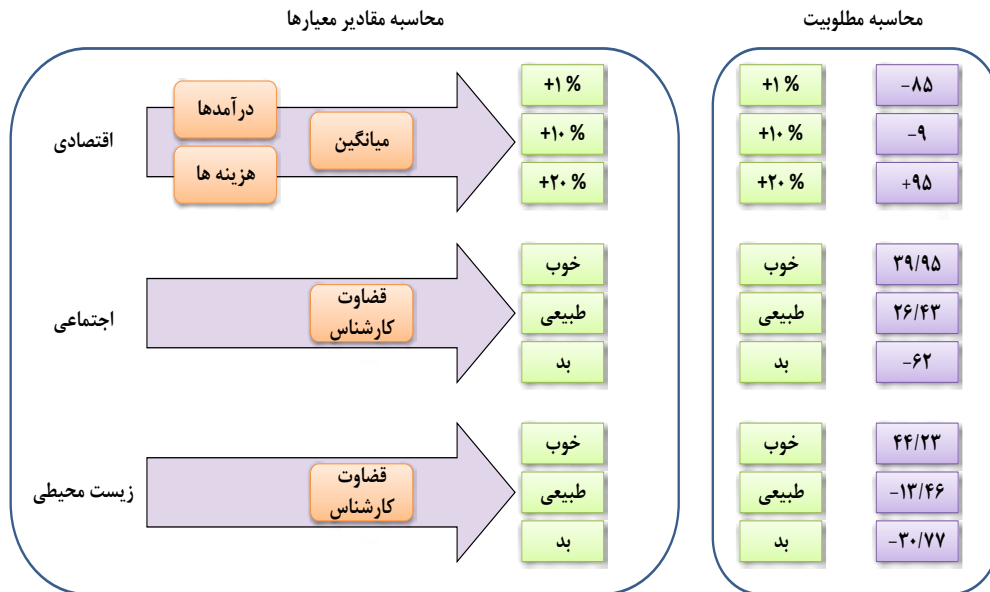 محاسبه مقادیر معیارها
محاسبه مطلوبیت
اقتصادی
درآمدها
هزینه ها
میانگین
+۱ %
+۱۰ %
+۲۰ %
+۱ %
-۸۵
+۱۰ %
-۹
+۲۰ %
+۹۵
اجتماعی
قضاوت
کارشناس
خوب
طبیعی
بد
خوب
۳۹/۹۵
طبیعی
۲۶/۴۳
بد
-۶۲
زیست محیطی
قضاوت
کارشناس
خوب
طبیعی
بد
خوب
۴۴/۲۳
طبیعی
-۱۳/۴۶
بد
-۳۰/۷۷